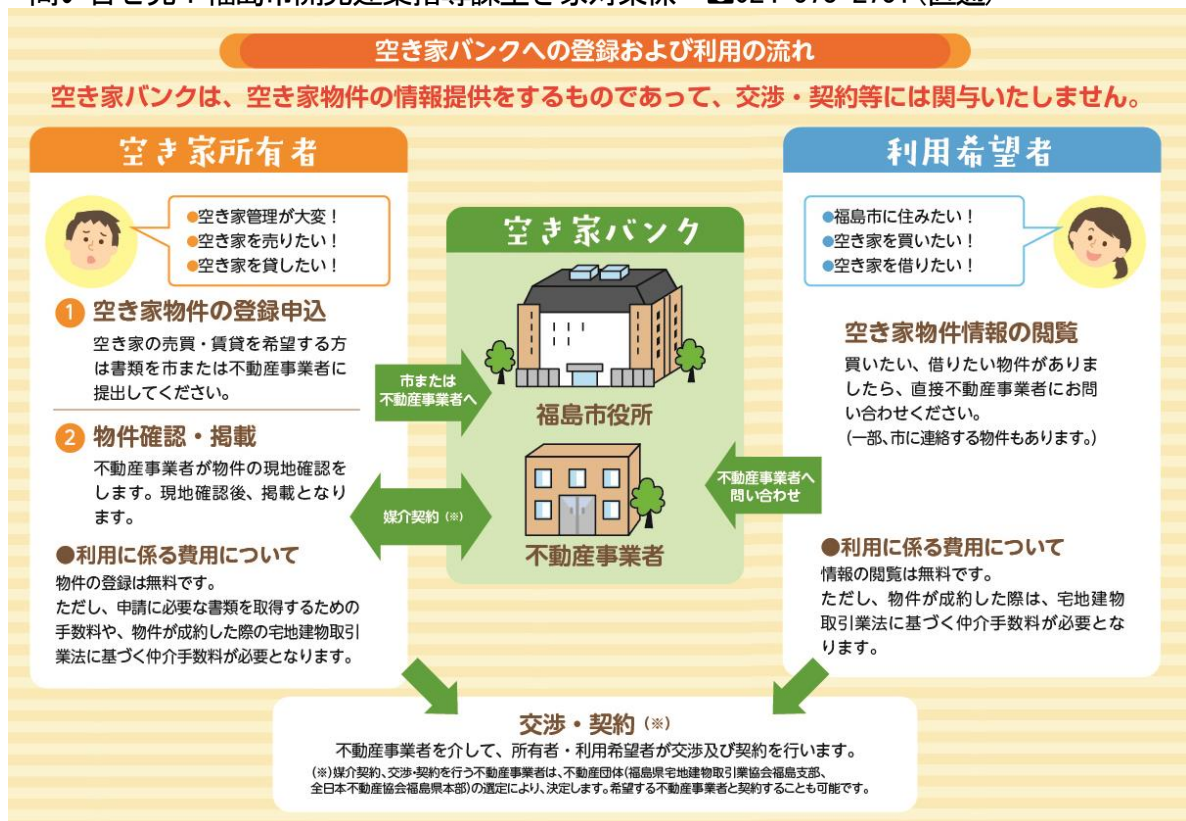 空き家バンクへの登録および利用の流れ
空き家バンクは、空き家物件の情報提供をするものであって、交渉・契約等には関与いたしません。
空き家所有者
●空き家管理が大変！
●空き家を売りたい！
●空き家を貸したい！
1 空き家物件の登録申込
空き家の売買・賃貸を希望する方
は書類を市または不動産事業者に
提出してください。
2 物件確認・掲載
不動産事業者が物件の現地確認を
します。現地確認後、掲載となり
ます。
●利用に係る費用について
物件の登録は無料です。
ただし、申請に必要な書類を取得するための
手数料や、物件が成約した際の宅地建物取引
業法に基づく仲介手数料が必要となります。
市または
不動産事業者へ
媒介契約（※）
空き家バンク
福島市役所
不動産事業者
不動産事業者へ
問い合わせ
利用希望者
●福島市に住みたい！
●空き家を買いたい！
●空き家を借りたい！
空き家物件情報の閲覧
買いたい、借りたい物件がありま
したら、直接不動産事業者にお問
い合わせください。
(一部、市に連絡する物件もあります。)
●利用に係る費用について
情報の閲覧は無料です。
ただし、物件が成約した際は、宅地建物
取引業法に基づく仲介手数料が必要とな
ります。
交渉・契約（※）
不動産事業者を介して、所有者・利用希望者が交渉及び契約を行います。
(※)媒介契約、交渉・契約を行う不動産事業者は、不動産団体(福島県宅地建物取引業協会福島支部、
全日本不動産協会福島県本部)の選定により、決定します。希望する不動産事業者と契約することも可能です。